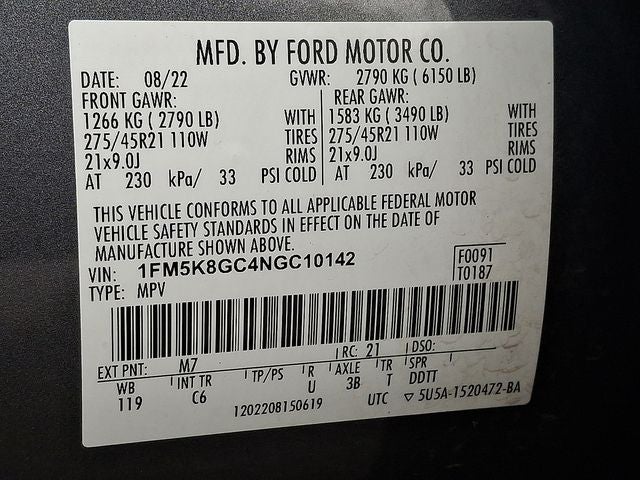 MFD. BY FORD MOTOR CO.
DATE: 08/22 GVWR: 2790 KG ( 6150 LB)
FRONT GAWR: REAR GAWR:
1266 KG ( 2790 LB) WITH 1583 KG ( 3490 LB) WITH
275/45R21 110W TIRES 275/45R21 110W TIRES
21x9.0J RIMS 21x9.0J RIMS
AT 230 kPa/ 33 PSI COLD AT 230 kPa/ 33 PSI COLD
THIS VEHICLE CONFORMS TO ALL APPLICABLE FEDERAL MOTOR
VEHICLE SAFETY STANDARDS IN EFFECT ON THE DATE OF
MANUFACTURE SHOWN ABOVE.
VIN: 1FM5K8GC4NGC10142 F0091
TYPE: MPV T0187
EXT PNT: M7 RC: 21 DSO:
WB INT TR TP/PS R AXLE TR SPR
119 C6 U 3B T DDTT
1202208150619 UTC ▽ 5U5A-1520472-BA